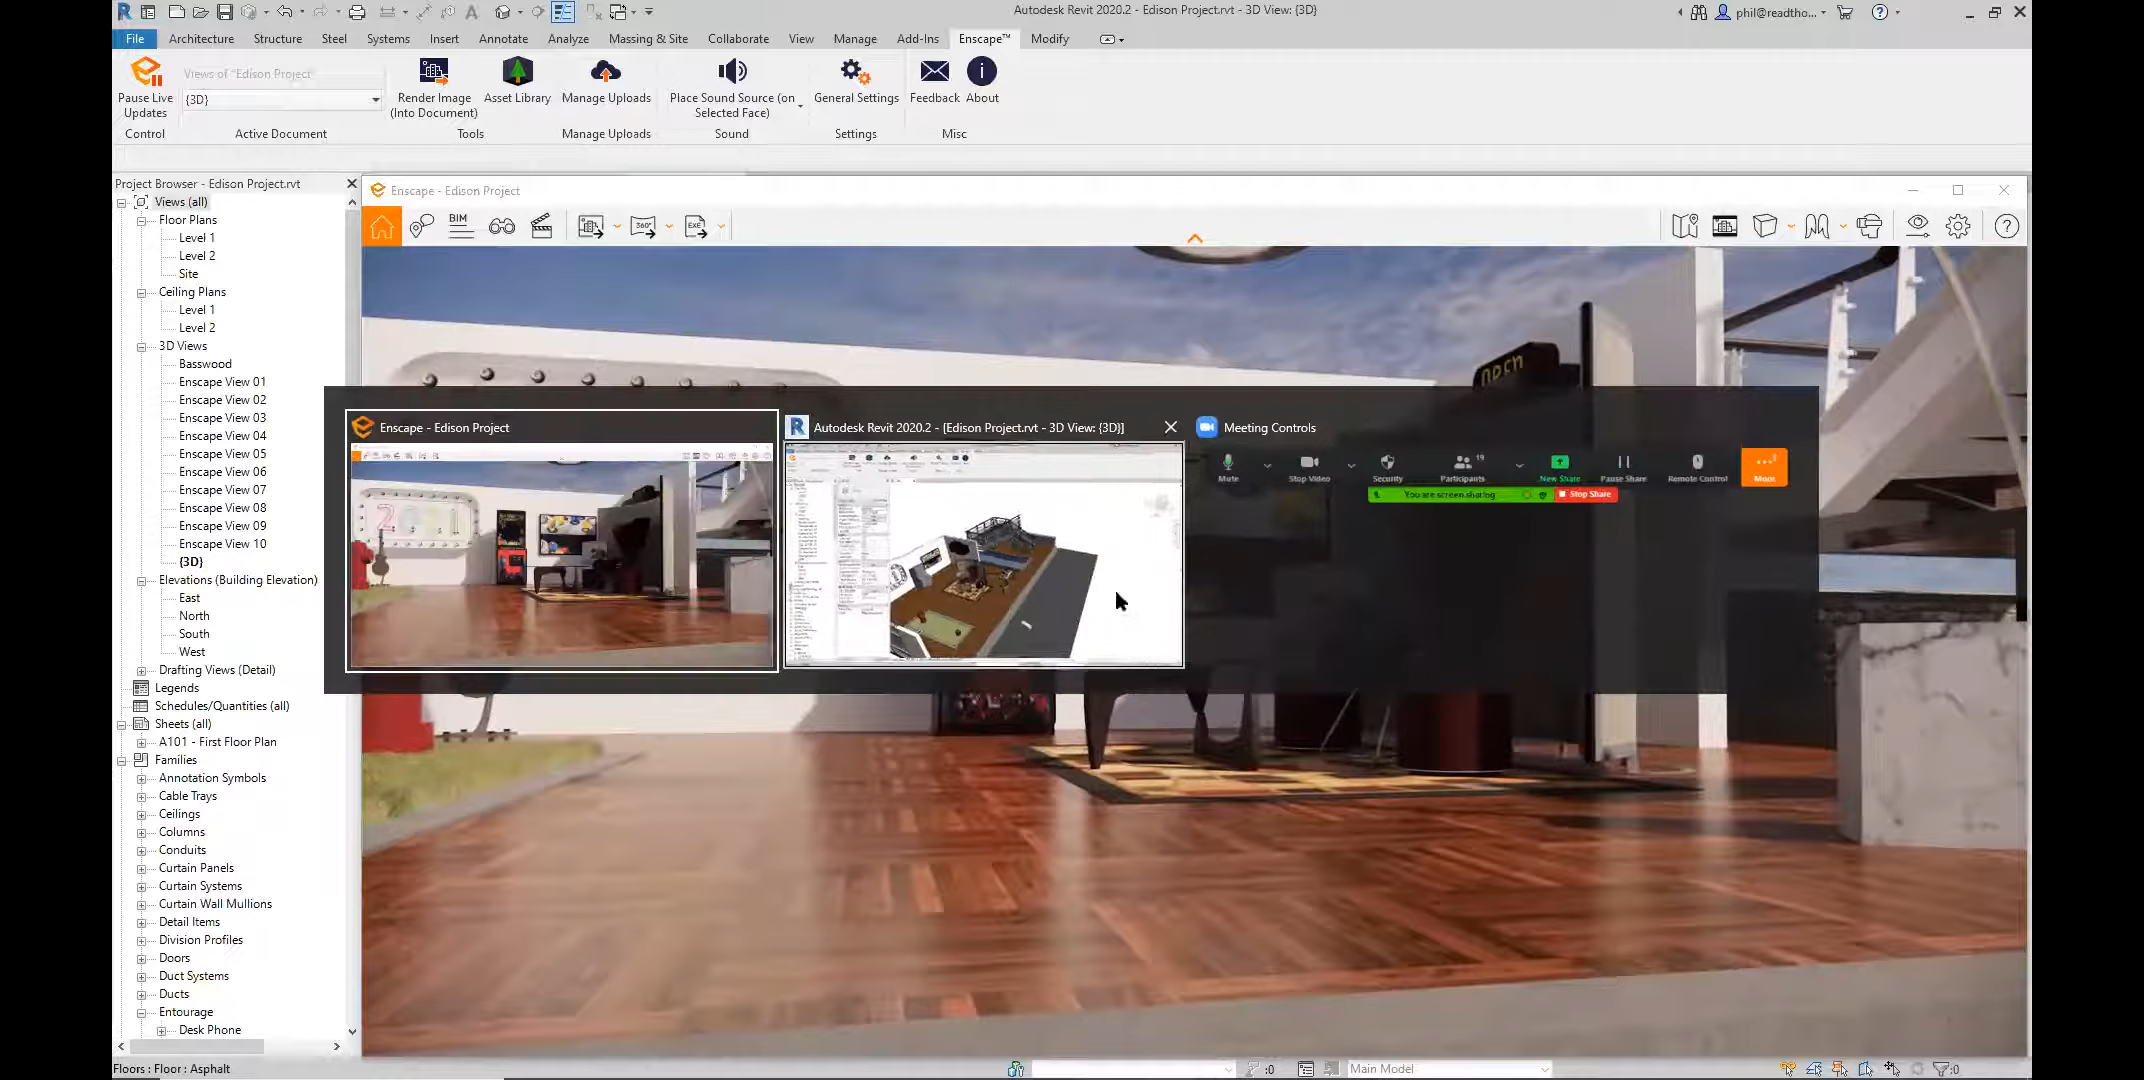 Autodesk Revit 2020.2 - Edison Project.rvt - 3D View: {3D}
phil@readtho...
File Architecture Structure Steel Systems Insert Annotate Analyze Massing & Site Collaborate View Manage Add-Ins Enscape™ Modify
Pause Live Updates
Views of "Edison Project"
{3D}
Render Image (Into Document)
Asset Library
Manage Uploads
Place Sound Source (on Selected Face)
General Settings
Feedback
About
Control Active Document Tools Manage Uploads Sound Settings Misc
Project Browser - Edison Project.rvt
Enscape - Edison Project
BIM
360°
EXE
Views (all)
Floor Plans
Level 1
Level 2
Site
Ceiling Plans
Level 1
Level 2
3D Views
Basswood
Enscape View 01
Enscape View 02
Enscape View 03
Enscape View 04
Enscape View 05
Enscape View 06
Enscape View 07
Enscape View 08
Enscape View 09
Enscape View 10
{3D}
Elevations (Building Elevation)
East
North
South
West
Drafting Views (Detail)
Legends
Schedules/Quantities (all)
Sheets (all)
A101 - First Floor Plan
Families
Annotation Symbols
Cable Trays
Ceilings
Columns
Conduits
Curtain Panels
Curtain Systems
Curtain Wall Mullions
Detail Items
Division Profiles
Doors
Duct Systems
Ducts
Entourage
Desk Phone
OPEN
Enscape - Edison Project
Autodesk Revit 2020.2 - [Edison Project.rvt - 3D View: {3D}]
Meeting Controls
19
Mute Stop Video Security Participants New Share Pause Share Remote Control More
You are screen sharing Stop Share
Floors : Floor : Asphalt
:0
Main Model
:0